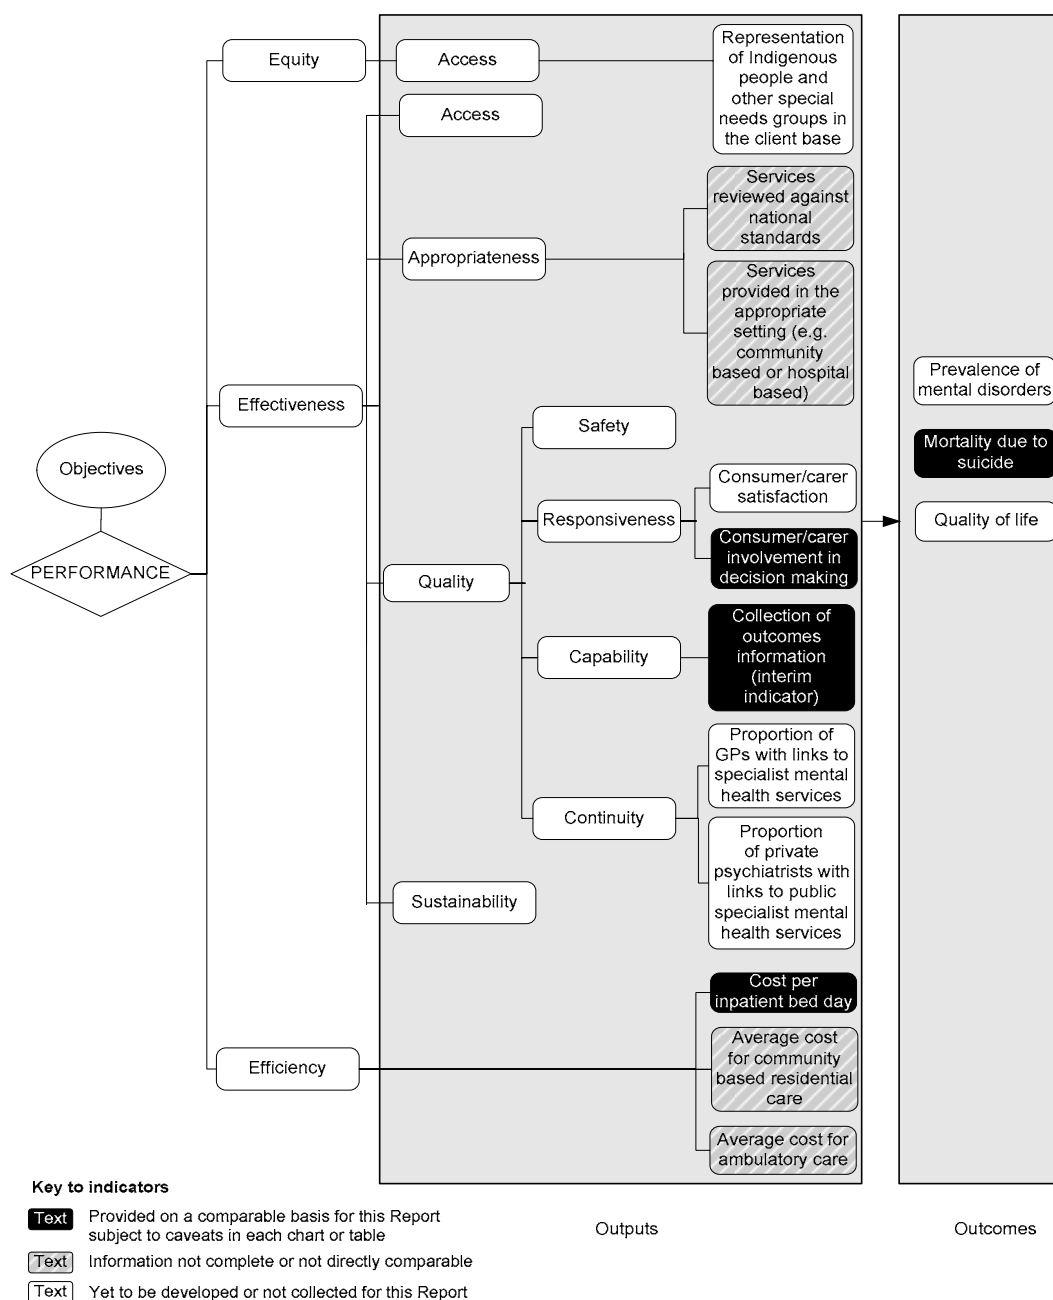 Equity
Access
Representation
of Indigenous
people and
other special
needs groups in
the client base
Access
Services
reviewed against
national
standards
Appropriateness
Services
provided in the
appropriate
setting (e.g.
community
based or hospital
based)
Effectiveness
Prevalence of
mental disorders
Safety
Mortality due to
suicide
Objectives
Consumer/carer
satisfaction
Responsiveness
Quality of life
Consumer/carer
involvement in
decision making
PERFORMANCE
Quality
Collection of
outcomes
information
(interim
indicator)
Capability
Proportion of
GPs with links to
specialist mental
health services
Continuity
Proportion
of private
psychiatrists with
links to public
specialist mental
health services
Sustainability
Cost per
inpatient bed day
Efficiency
Average cost
for community
based residential
care
Average cost for
ambulatory care
Key to indicators
Text
Provided on a comparable basis for this Report
subject to caveats in each chart or table
Text
Information not complete or not directly comparable
Text
Yet to be developed or not collected for this Report
Outputs
Outcomes